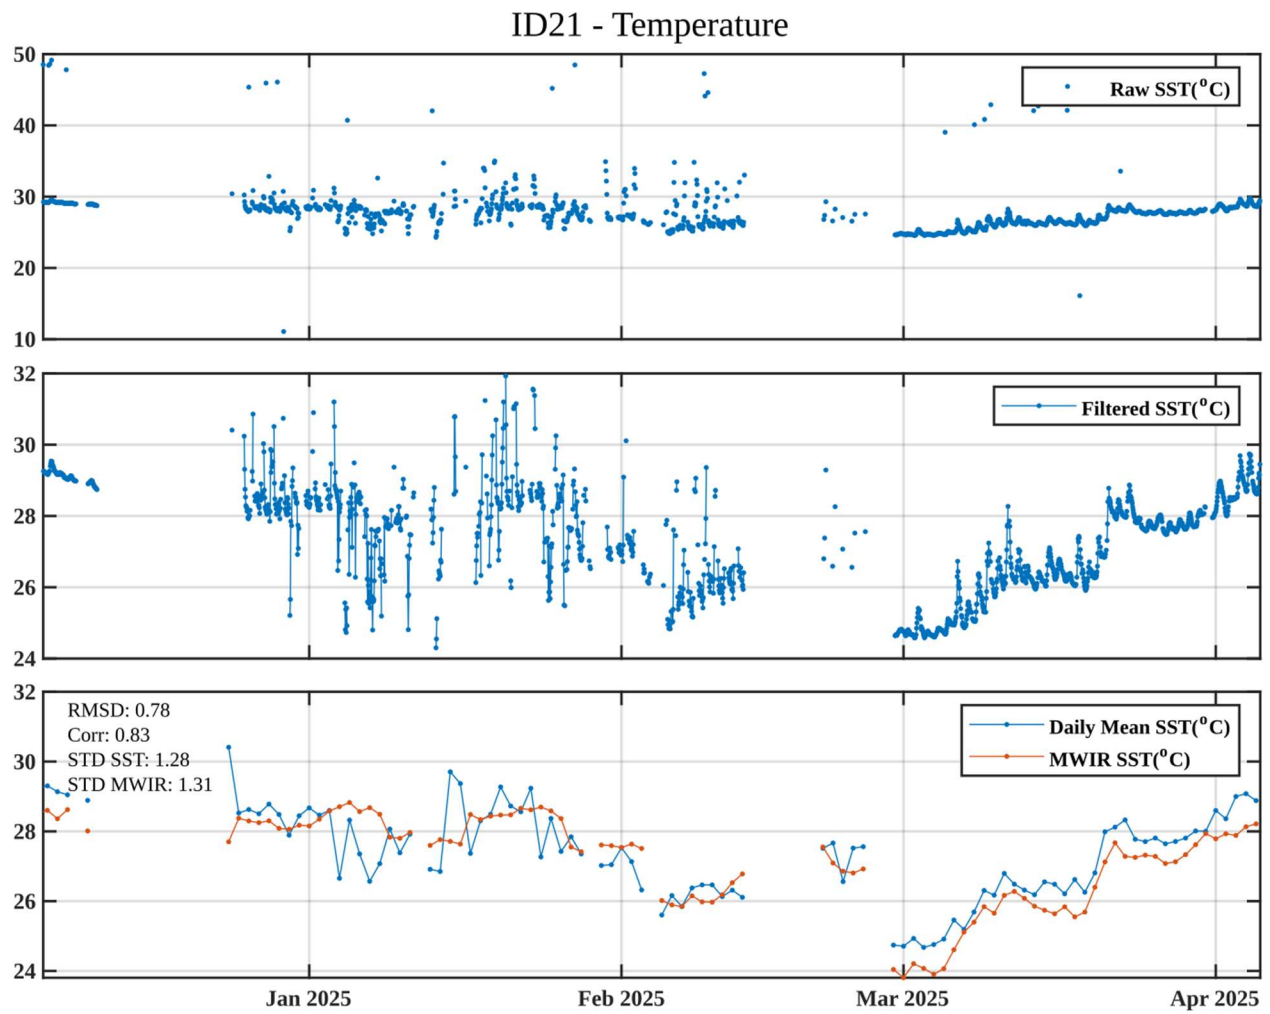 ID21 - Temperature
50
40
30
20
10
Raw SST(°C)
32
30
28
26
24
Filtered SST(°C)
32
30
28
26
24
RMSD: 0.78
Corr: 0.83
STD SST: 1.28
STD MWIR: 1.31
Daily Mean SST(°C)
MWIR SST(°C)
Jan 2025
Feb 2025
Mar 2025
Apr 2025